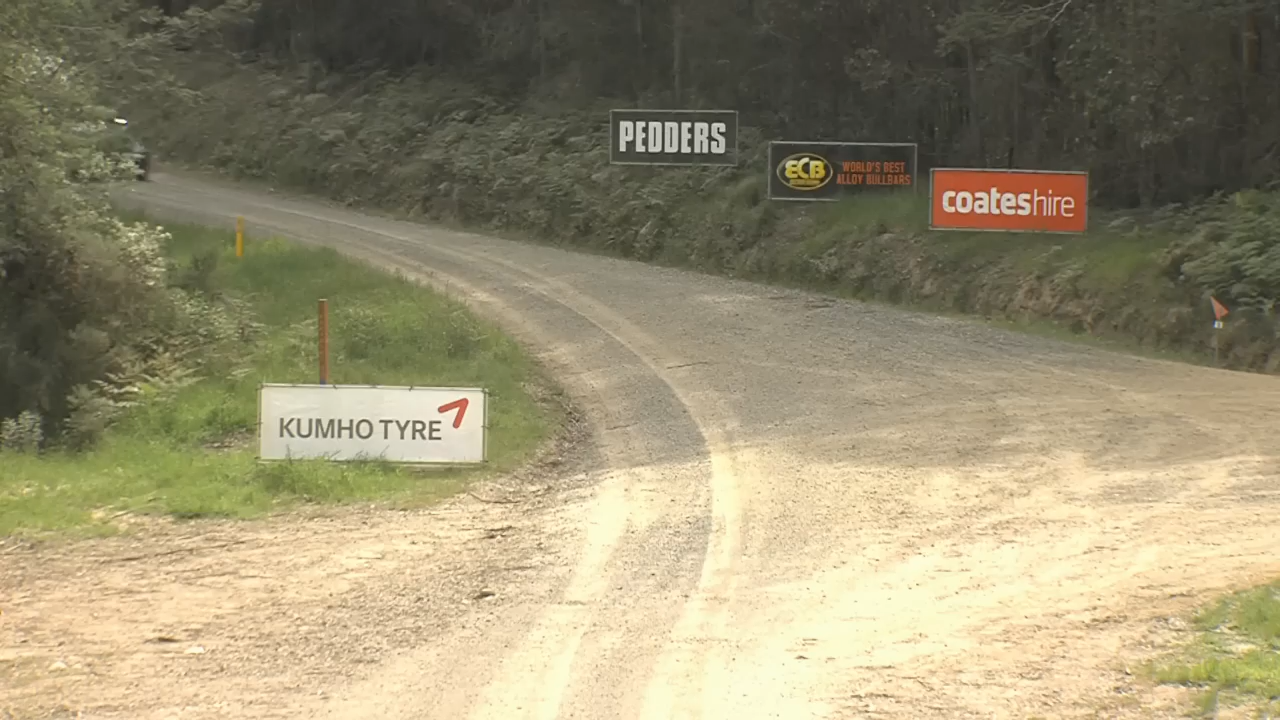 PEDDERS
ECB
WORLD'S BEST
ALLOY BULLBARS
coateshire
KUMHO TYRE